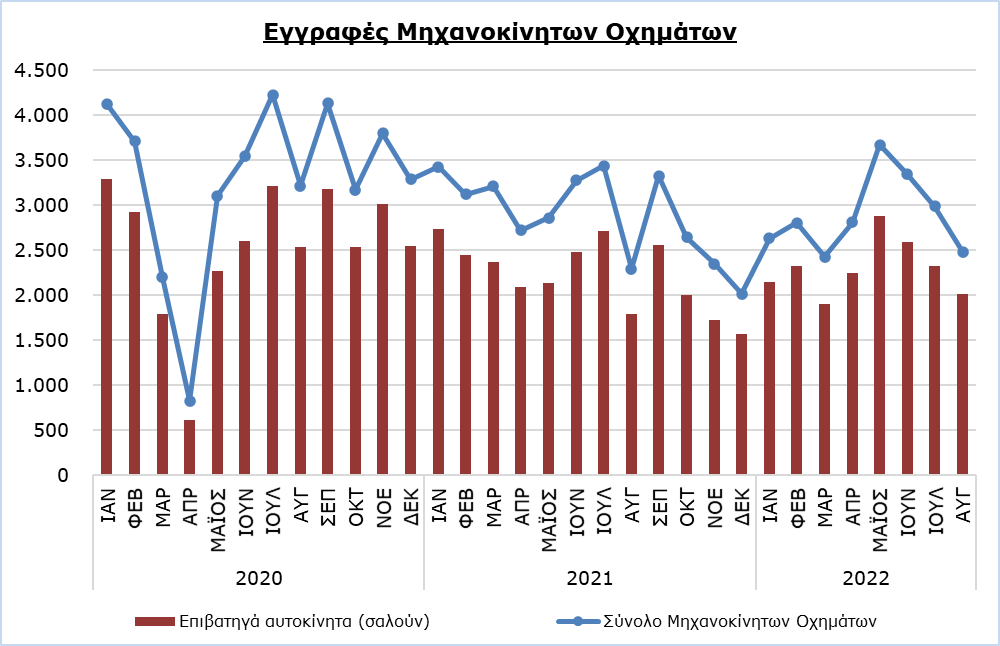 Εγγραφές Μηχανοκίνητων Οχημάτων
4.500
4.000
3.500
3.000
2.500
2.000
1.500
1.000
500
0
ΙΑΝ ΦΕΒ ΜΑΡ ΑΠΡ ΜΑΪΟΣ ΙΟΥΝ ΙΟΥΛ ΑΥΓ ΣΕΠ ΟΚΤ ΝΟΕ ΔΕΚ ΙΑΝ ΦΕΒ ΜΑΡ ΑΠΡ ΜΑΪΟΣ ΙΟΥΝ ΙΟΥΛ ΑΥΓ ΣΕΠ ΟΚΤ ΝΟΕ ΔΕΚ ΙΑΝ ΦΕΒ ΜΑΡ ΑΠΡ ΜΑΪΟΣ ΙΟΥΝ ΙΟΥΛ ΑΥΓ
2020 2021 2022
Επιβατηγά αυτοκίνητα (σαλούν) Σύνολο Μηχανοκίνητων Οχημάτων